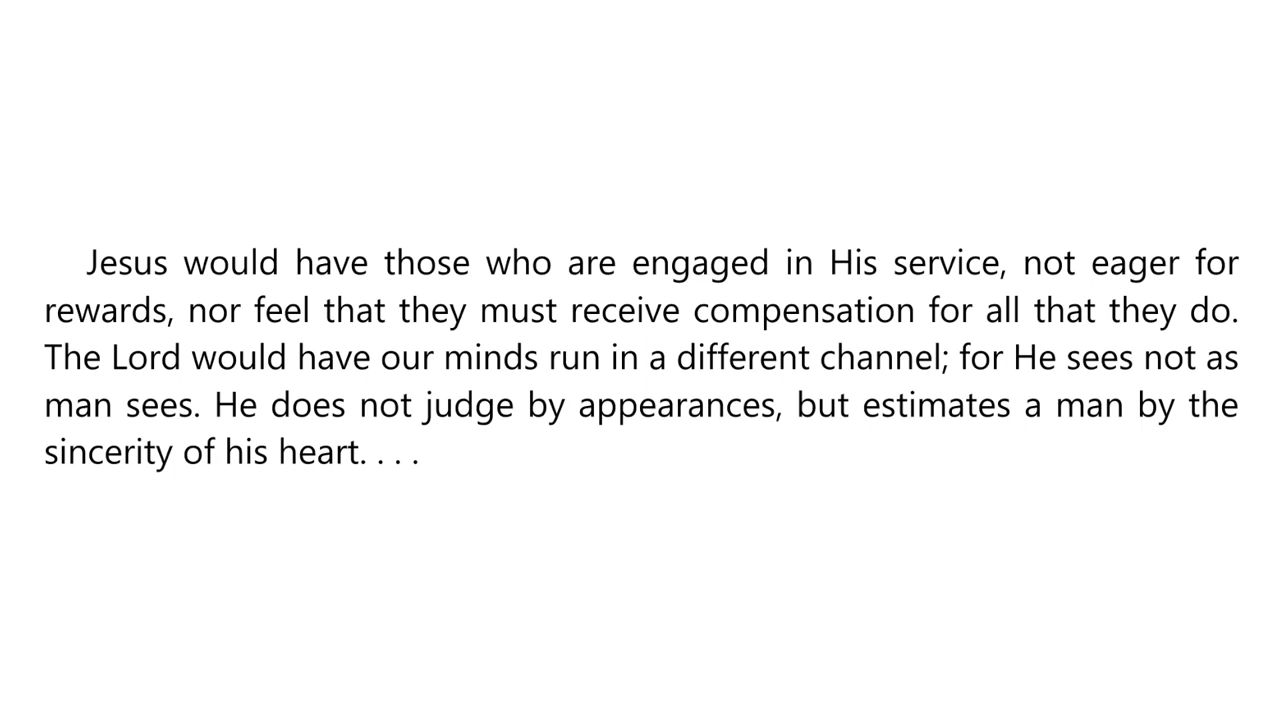 Jesus would have those who are engaged in His service, not eager for
rewards, nor feel that they must receive compensation for all that they do.
The Lord would have our minds run in a different channel; for He sees not as
man sees. He does not judge by appearances, but estimates a man by the
sincerity of his heart. . . .